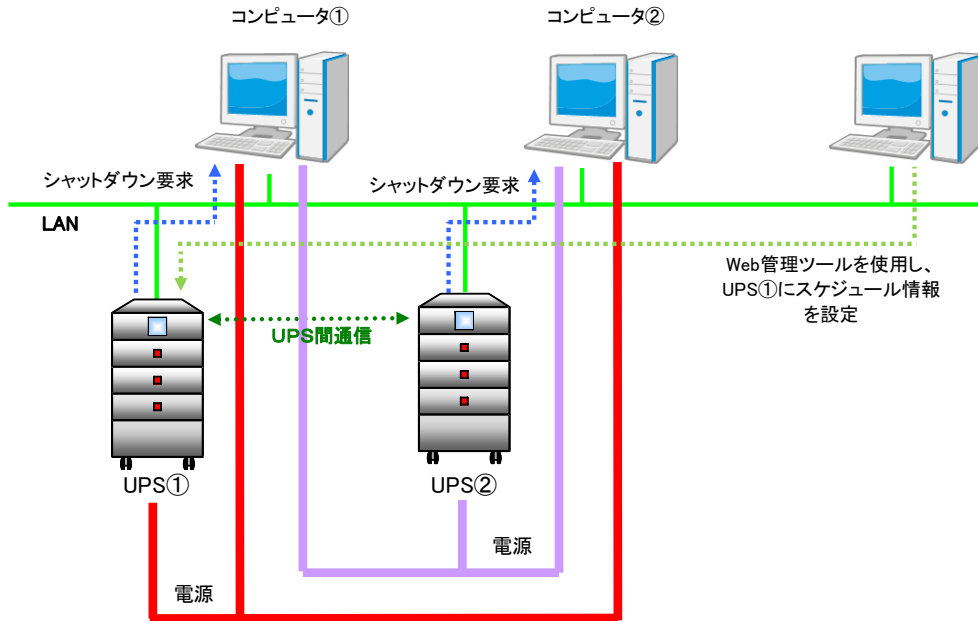 コンピュータ①
コンピュータ②
シャットダウン要求
シャットダウン要求
LAN
Web管理ツールを使用し、
UPS①にスケジュール情報
を設定
UPS間通信
UPS①
UPS②
電源
電源